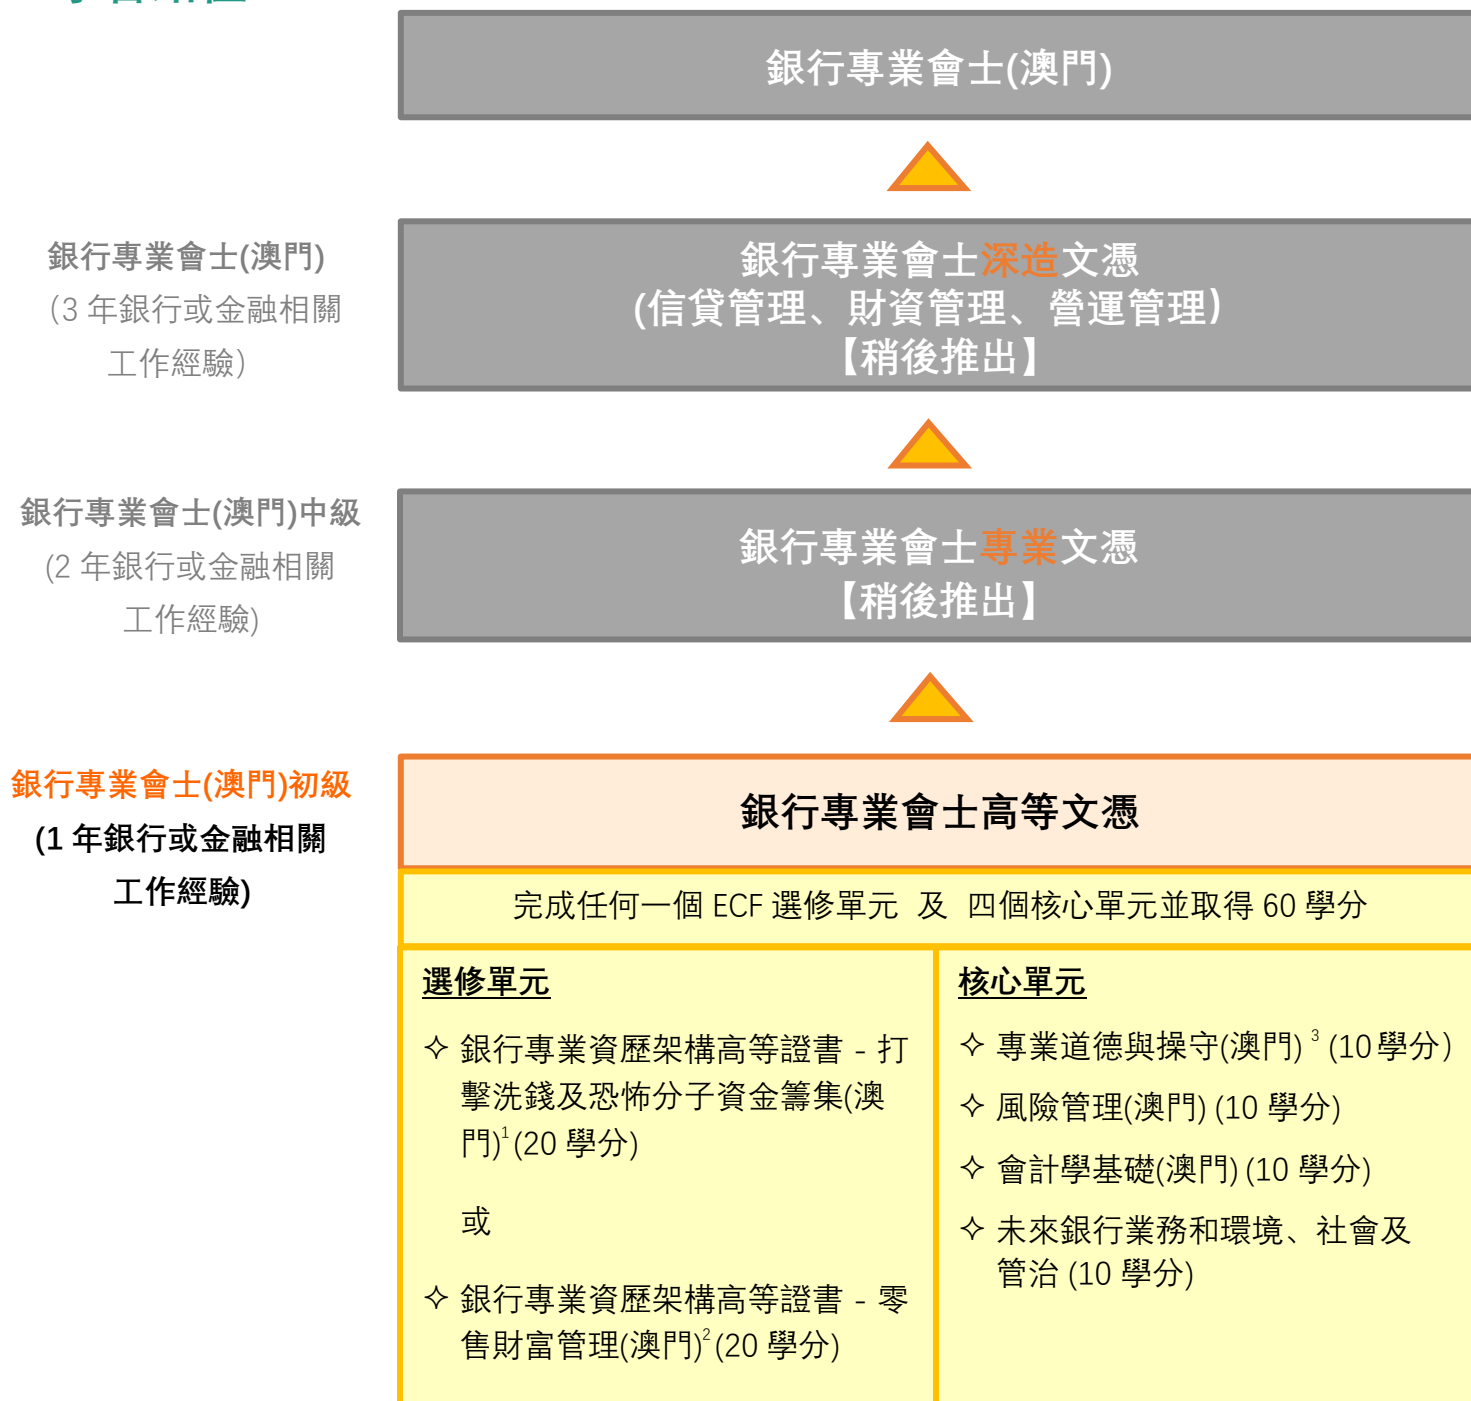 銀行專業會士(澳門)
銀行專業會士(澳門)
(3 年銀行或金融相關
工作經驗)
銀行專業會士深造文憑
(信貸管理、財資管理、營運管理)
【稍後推出】
銀行專業會士(澳門)中級
(2 年銀行或金融相關
工作經驗)
銀行專業會士專業文憑
【稍後推出】
銀行專業會士(澳門)初級
(1 年銀行或金融相關
工作經驗)
銀行專業會士高等文憑
完成任何一個 ECF 選修單元 及 四個核心單元並取得 60 學分
選修單元
✧ 銀行專業資歷架構高等證書 - 打
擊洗錢及恐怖分子資金籌集(澳
門)¹ (20 學分)
或
✧ 銀行專業資歷架構高等證書 - 零
售財富管理(澳門)² (20 學分)
核心單元
✧ 專業道德與操守(澳門) ³ (10 學分)
✧ 風險管理(澳門) (10 學分)
✧ 會計學基礎(澳門) (10 學分)
✧ 未來銀行業務和環境、社會及
管治 (10 學分)